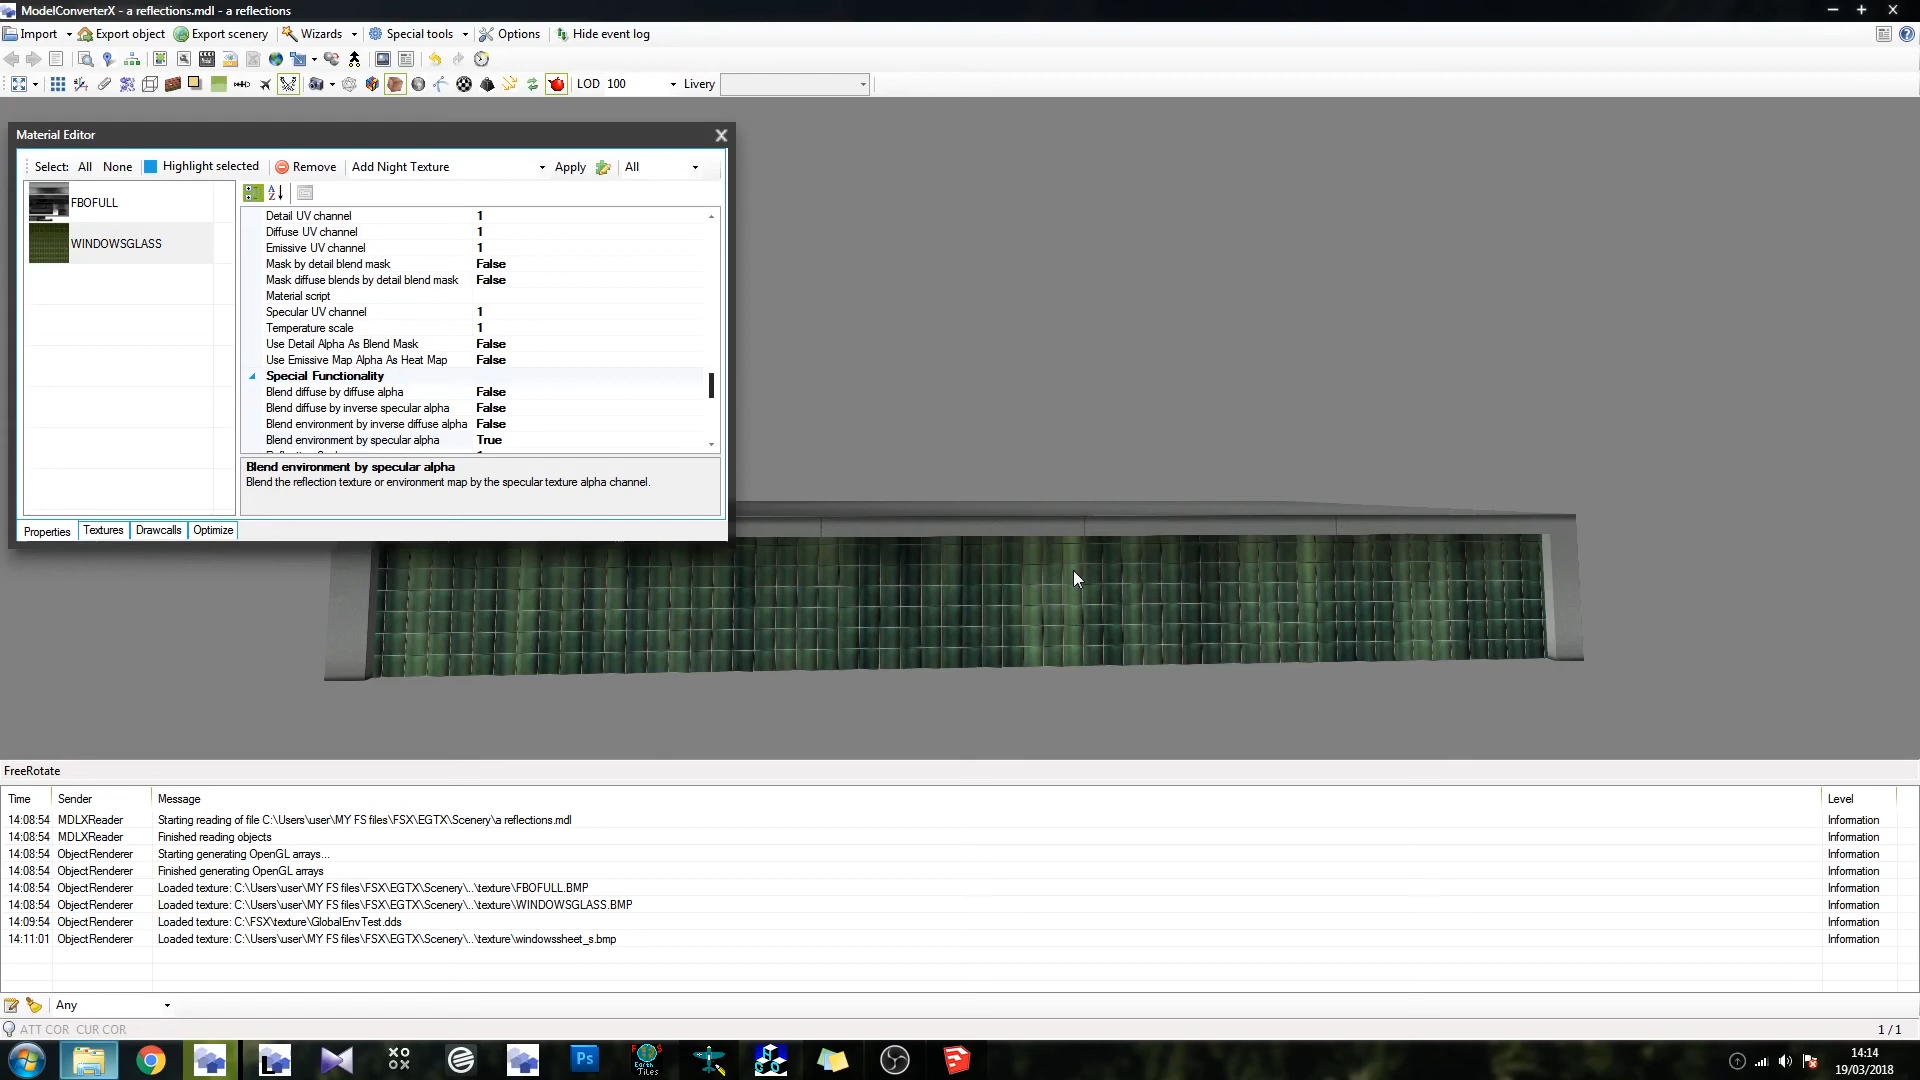 ModelConverterX - a reflections.mdl - a reflections
Import Export object Export scenery Wizards Special tools Options Hide event log
LOD 100 Livery
Material Editor
Select: All None Highlight selected Remove Add Night Texture Apply All
FBOFULL
WINDOWSGLASS
Detail UV channel 1
Diffuse UV channel 1
Emissive UV channel 1
Mask by detail blend mask False
Mask diffuse blends by detail blend mask False
Material script
Specular UV channel 1
Temperature scale 1
Use Detail Alpha As Blend Mask False
Use Emissive Map Alpha As Heat Map False
Special Functionality
Blend diffuse by diffuse alpha False
Blend diffuse by inverse specular alpha False
Blend environment by inverse diffuse alpha False
Blend environment by specular alpha True
Blend environment by specular alpha
Blend the reflection texture or environment map by the specular texture alpha channel.
Properties Textures Drawcalls Optimize
FreeRotate
Time Sender Message Level
14:08:54 MDLXReader Starting reading of file C:\Users\user\MY FS files\FSX\EGTX\Scenery\a reflections.mdl Information
14:08:54 MDLXReader Finished reading objects Information
14:08:54 ObjectRenderer Starting generating OpenGL arrays... Information
14:08:54 ObjectRenderer Finished generating OpenGL arrays Information
14:08:54 ObjectRenderer Loaded texture: C:\Users\user\MY FS files\FSX\EGTX\Scenery\..\texture\FBOFULL.BMP Information
14:08:54 ObjectRenderer Loaded texture: C:\Users\user\MY FS files\FSX\EGTX\Scenery\..\texture\WINDOWSGLASS.BMP Information
14:09:54 ObjectRenderer Loaded texture: C:\FSX\texture\GlobalEnvTest.dds Information
14:11:01 ObjectRenderer Loaded texture: C:\Users\user\MY FS files\FSX\EGTX\Scenery\..\texture\windowssheet_s.bmp Information
Any
ATT COR CUR COR 1 / 1
Ps
14:14
19/03/2018